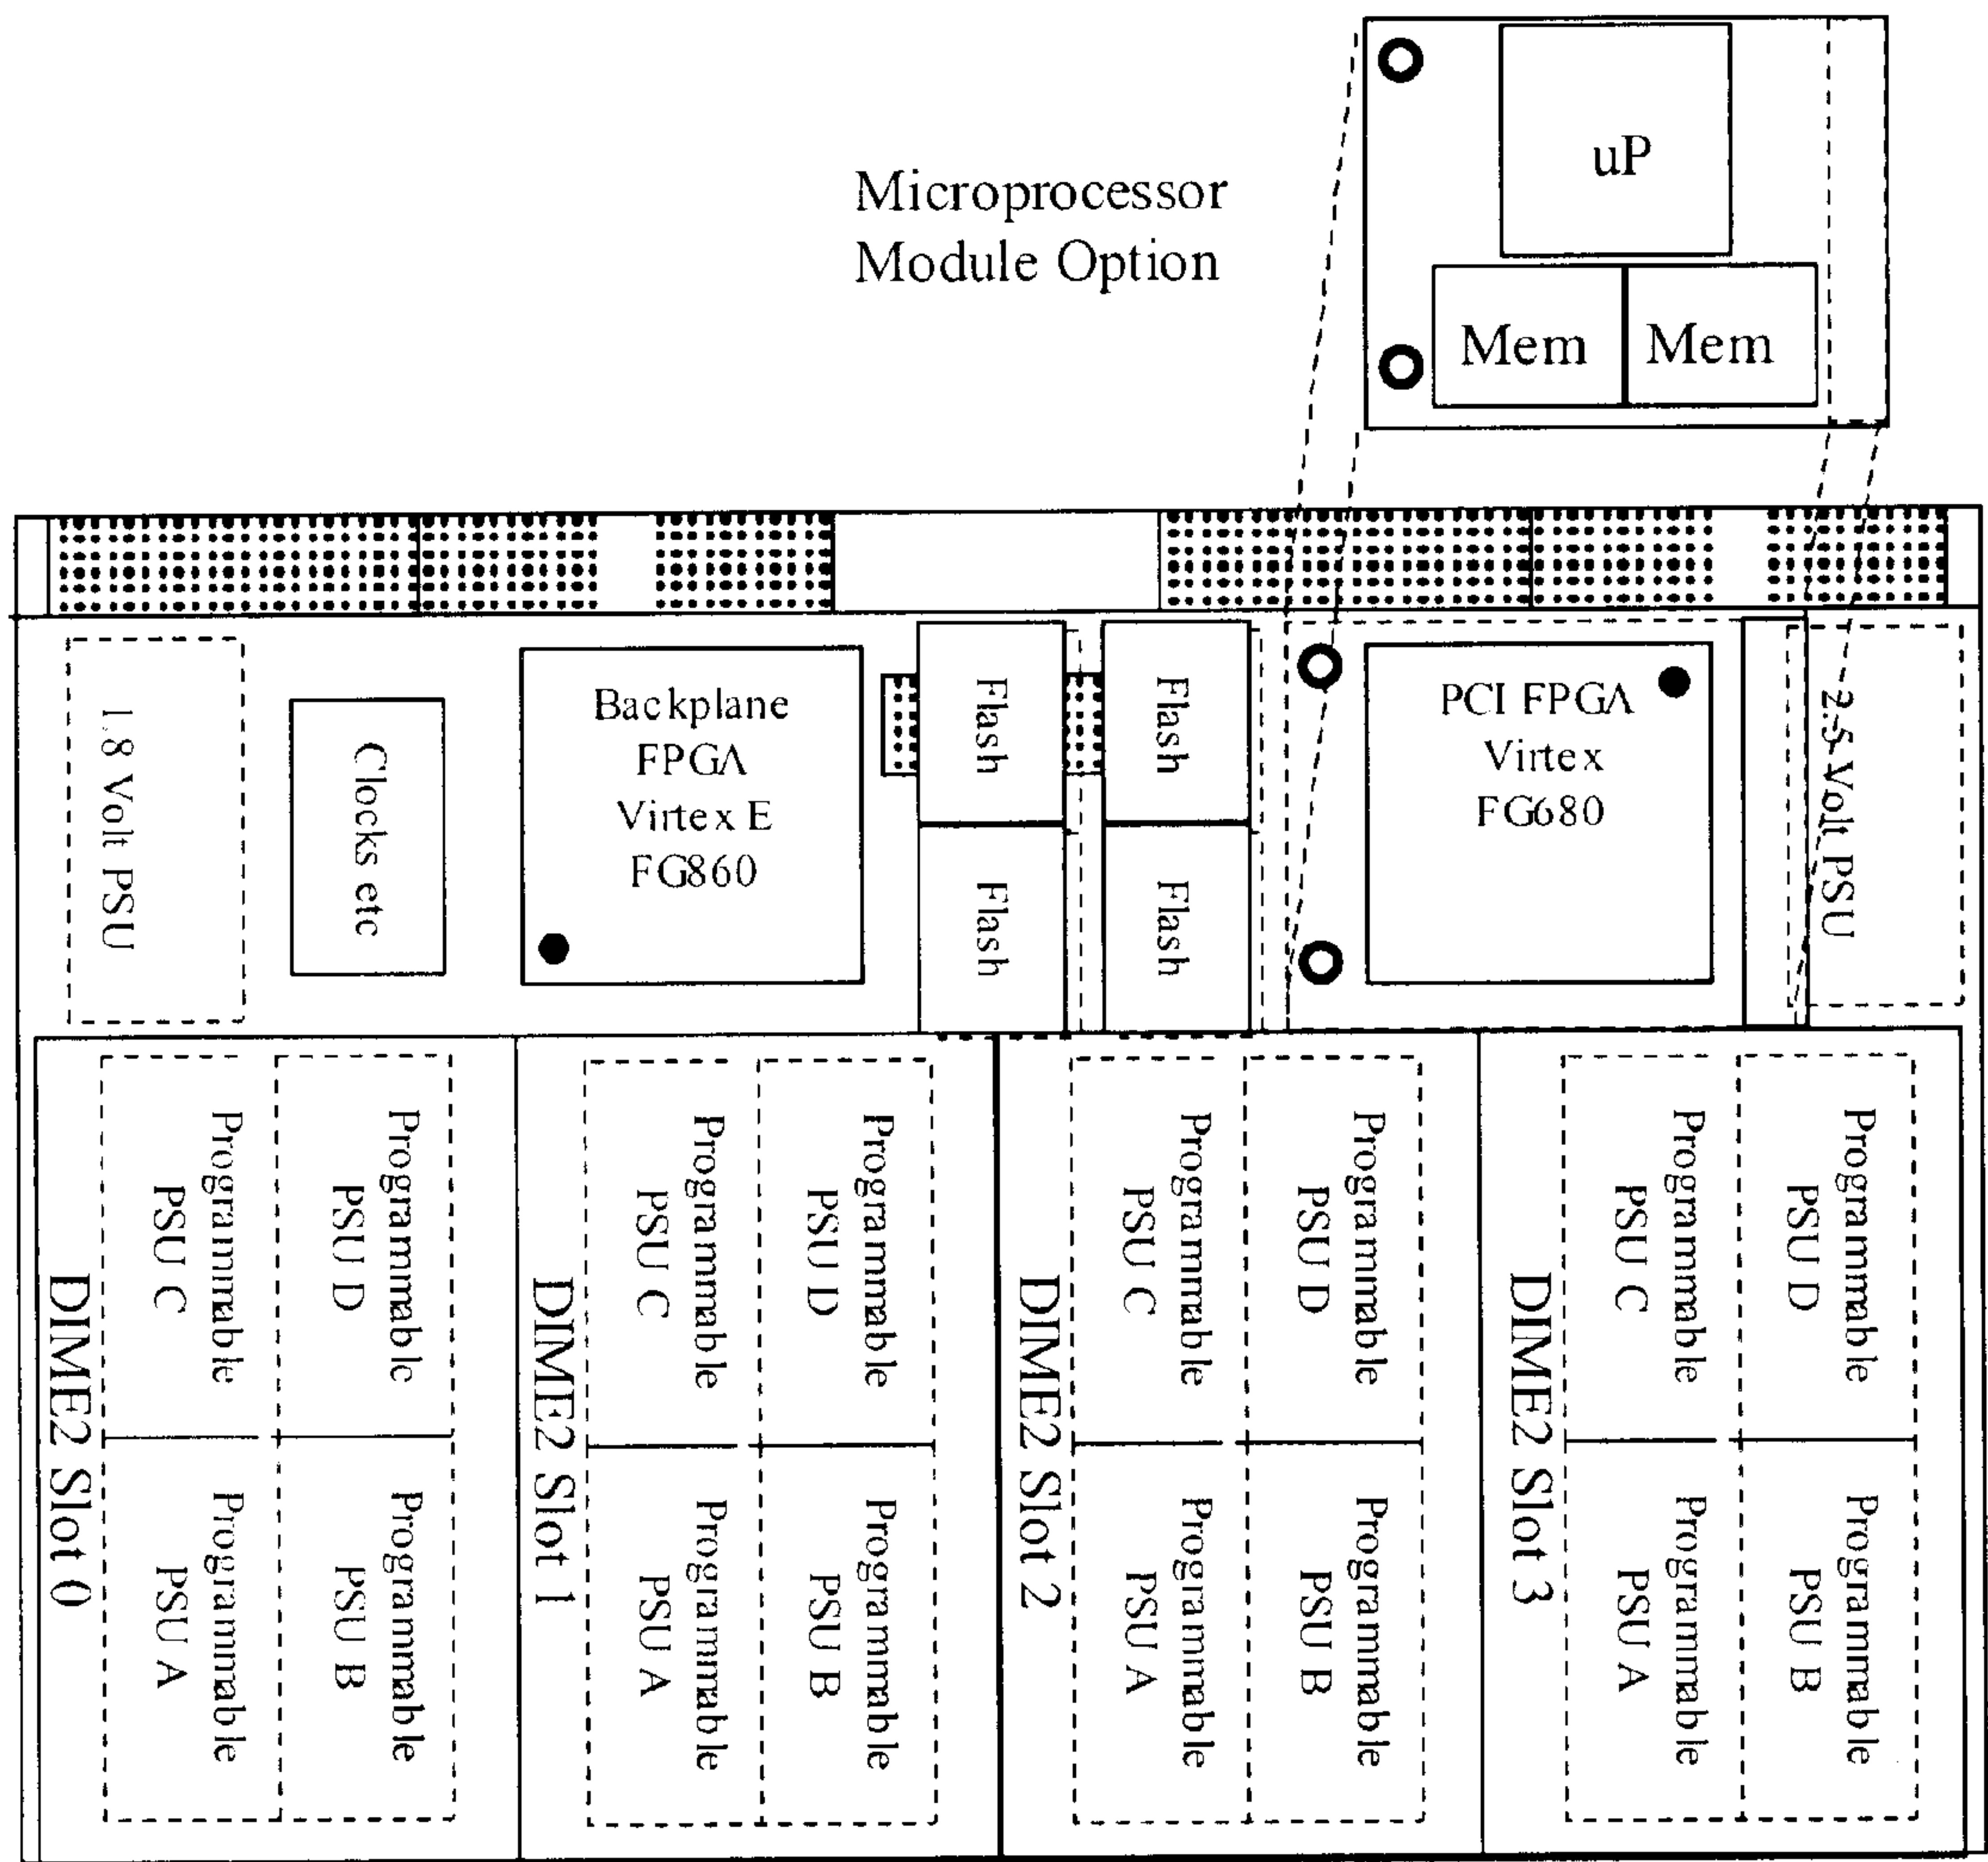 Microprocessor
Module Option
uP
Mem
Mem
1.8 Volt PSU
Clocks etc
Backplane
FPGA
Virtex E
FG860
Flash
Flash
Flash
Flash
PCI FPGA
Virtex
FG680
2.5 Volt PSU
DIME2 Slot 0
Programmable
PSU C
Programmable
PSU D
Programmable
PSU A
Programmable
PSU B
DIME2 Slot 1
Programmable
PSU C
Programmable
PSU D
Programmable
PSU A
Programmable
PSU B
DIME2 Slot 2
Programmable
PSU C
Programmable
PSU D
Programmable
PSU A
Programmable
PSU B
DIME2 Slot 3
Programmable
PSU C
Programmable
PSU D
Programmable
PSU A
Programmable
PSU B